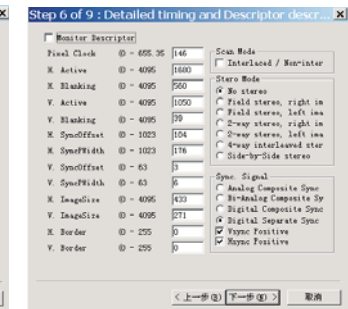 Step 6 of 9 : Detailed timing and Descriptor descr...
Monitor Descriptor
Pixel Clock (0 - 655.35 146
H. Active (0 - 4095 1680
H. Blanking (0 - 4095 560
V. Active (0 - 4095 1050
V. Blanking (0 - 4095 39
H. SyncOffset (0 - 1023 104
H. SyncPWidth (0 - 1023 176
V. SyncOffset (0 - 63 3
V. SyncPWidth (0 - 63 6
H. ImageSize (0 - 4095 433
V. ImageSize (0 - 4095 271
H. Border (0 - 255 0
V. Border (0 - 255 0
Scan Mode
Interlaced / Non-inter
Stero Mode
No stereo
Field stereo, right im
Field stereo, left ima
2-way stereo, right im
2-way stereo, left ima
4-way interleaved ster
Side-by-Side stereo
Sync. Signal
Analog Composite Sync
Bi-Analog Composite Sy
Digital Composite Sync
Digital Separate Sync
Vsync Positive
Hsync Positive
< 上一步(B) 下一步(N) > 取消